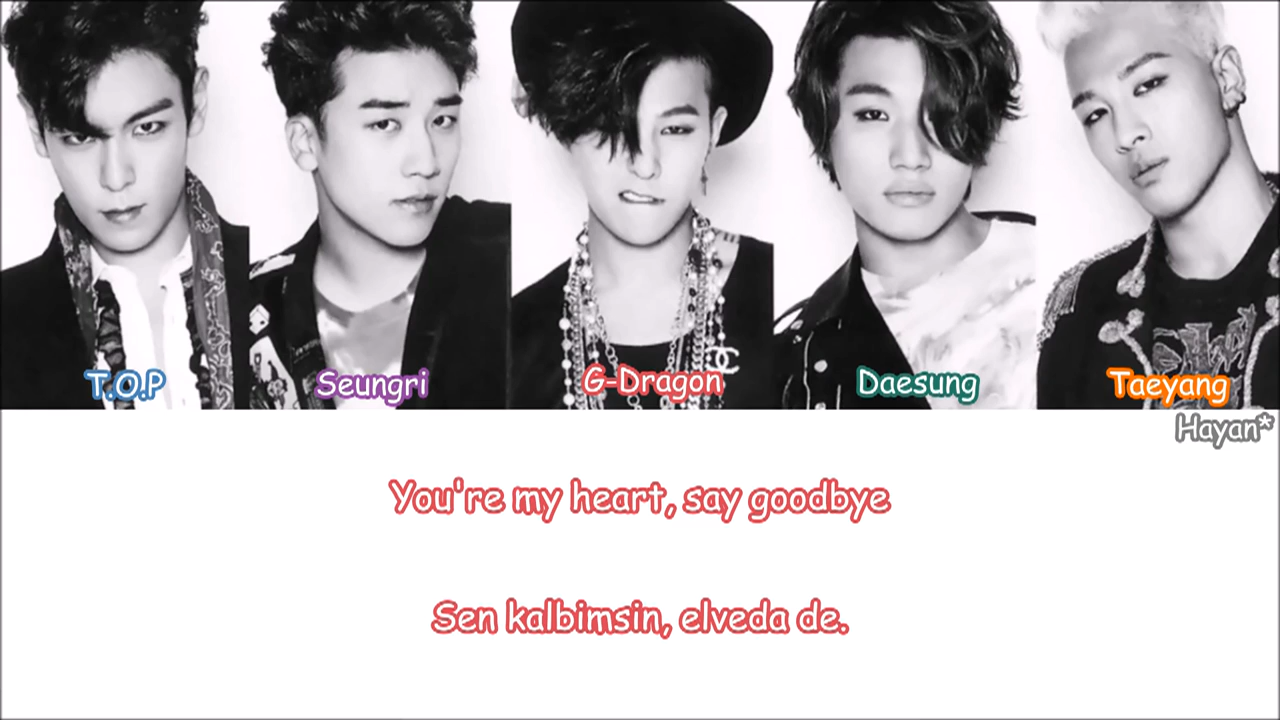 T.O.P
Seungri
G-Dragon
Daesung
Taeyang
Hayan*
You're my heart, say goodbye
Sen kalbimsin, elveda de.